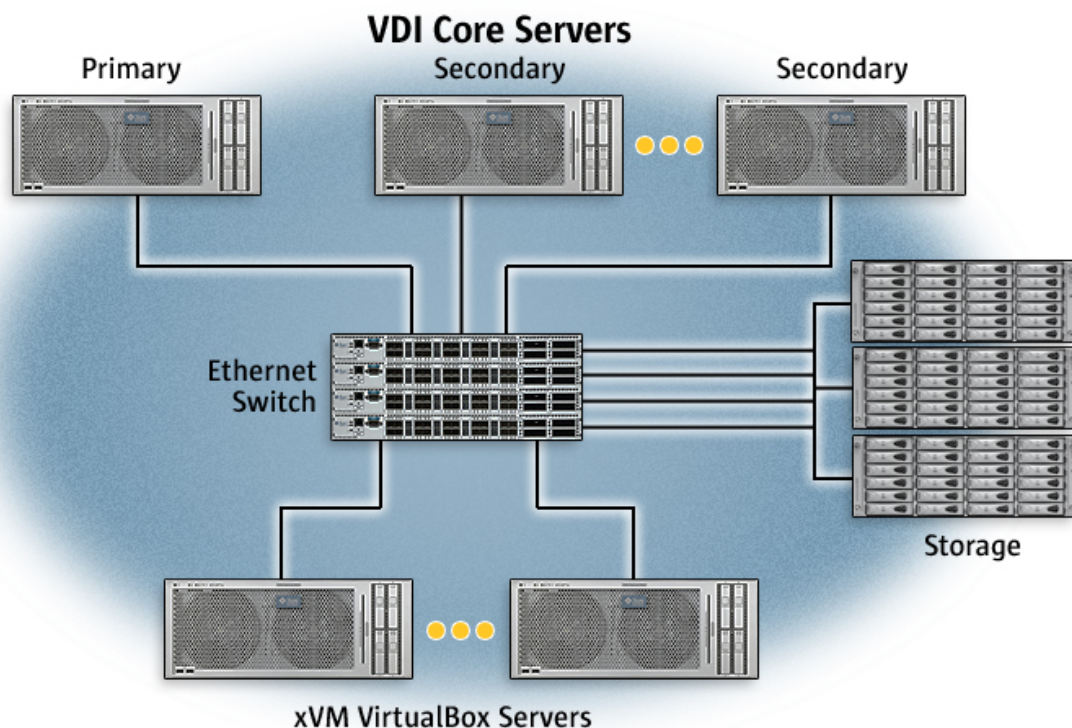 VDI Core Servers
Primary
Secondary
Secondary
Ethernet
Switch
Storage
xVM VirtualBox Servers